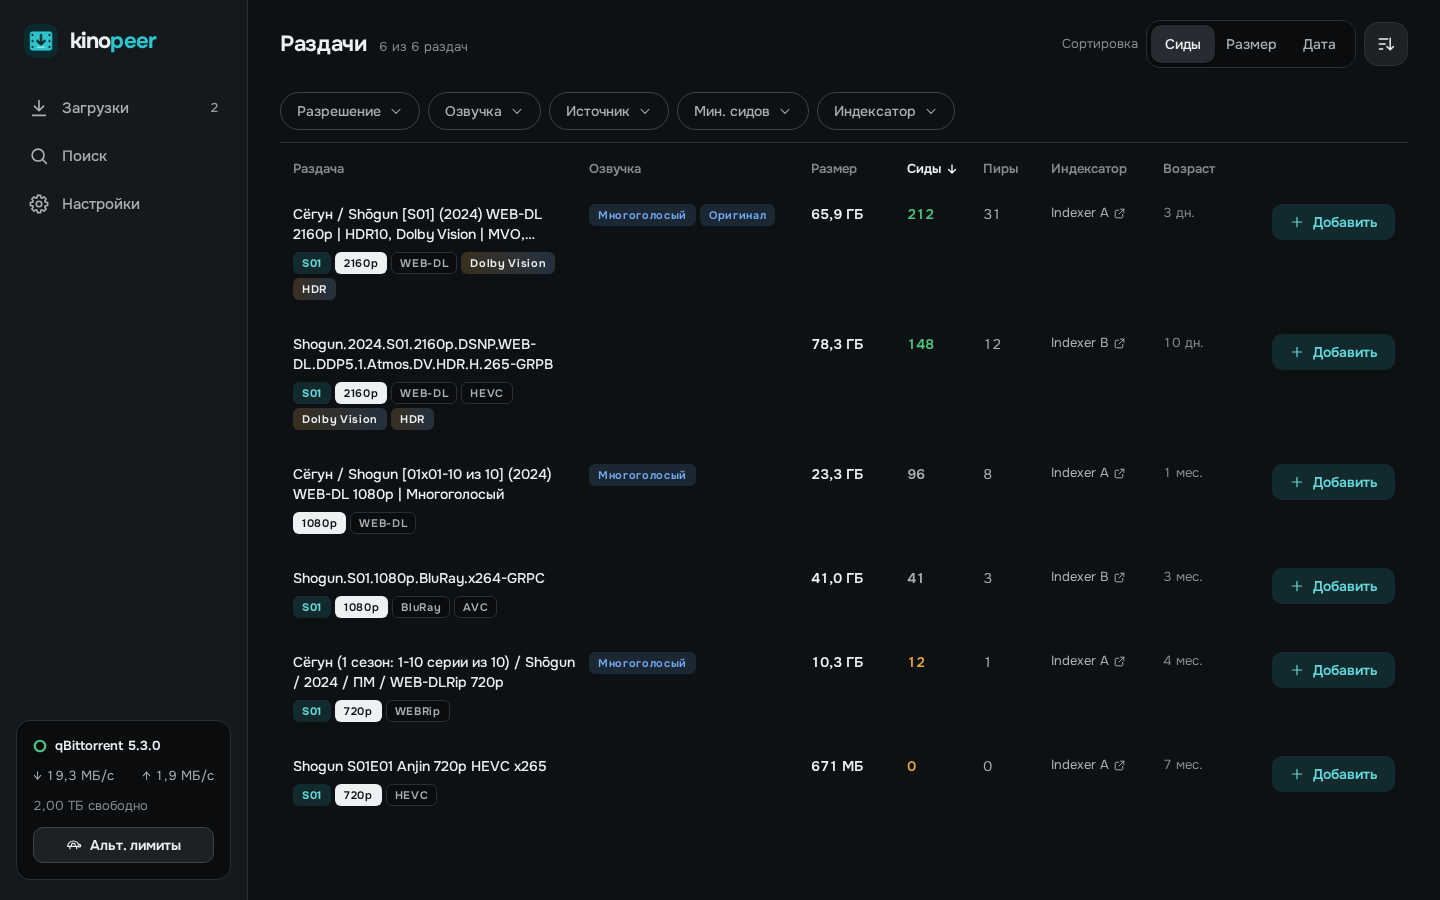 kinopeer
Загрузки 2
Поиск
Настройки
Раздачи 6 из 6 раздач
Сортировка Сиды Размер Дата
Разрешение Озвучка Источник Мин. сидов Индексатор
Раздача Озвучка Размер Сиды Пиры Индексатор Возраст
Сёгун / Shōgun [S01] (2024) WEB-DL Многоголосый Оригинал 65,9 ГБ 212 31 Indexer A 3 дн. Добавить
2160p | HDR10, Dolby Vision | MVO,...
S01 2160p WEB-DL Dolby Vision
HDR
Shogun.2024.S01.2160p.DSNP.WEB- 78,3 ГБ 148 12 Indexer B 10 дн. Добавить
DL.DDP5.1.Atmos.DV.HDR.H.265-GRPB
S01 2160p WEB-DL HEVC
Dolby Vision HDR
Сёгун / Shogun [01x01-10 из 10] (2024) Многоголосый 23,3 ГБ 96 8 Indexer A 1 мес. Добавить
WEB-DL 1080p | Многоголосый
1080p WEB-DL
Shogun.S01.1080p.BluRay.x264-GRPC 41,0 ГБ 41 3 Indexer B 3 мес. Добавить
S01 1080p BluRay AVC
Сёгун (1 сезон: 1-10 серии из 10) / Shōgun Многоголосый 10,3 ГБ 12 1 Indexer A 4 мес. Добавить
/ 2024 / ПМ / WEB-DLRip 720p
S01 720p WEBRip
Shogun S01E01 Anjin 720p HEVC x265 671 МБ 0 0 Indexer A 7 мес. Добавить
S01 720p HEVC
qBittorrent 5.3.0
↓ 19,3 МБ/с ↑ 1,9 МБ/с
2,00 ТБ свободно
Альт. лимиты